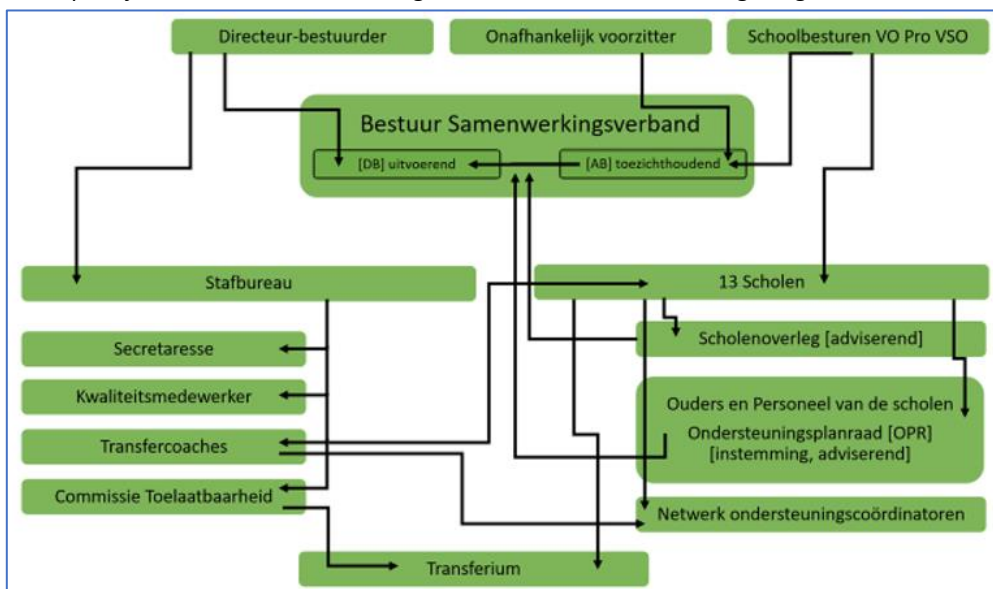 Directeur-bestuurder
Onafhankelijk voorzitter
Schoolbesturen VO Pro VSO
Bestuur Samenwerkingsverband
[DB] uitvoerend
[AB] toezichthoudend
Stafbureau
13 Scholen
Secretaresse
Scholenoverleg [adviserend]
Kwaliteitsmedewerker
Ouders en Personeel van de scholen
Transfercoaches
Ondersteuningsplanraad [OPR]
[instemming, adviserend]
Commissie Toelaatbaarheid
Netwerk ondersteuningscoördinatoren
Transferium